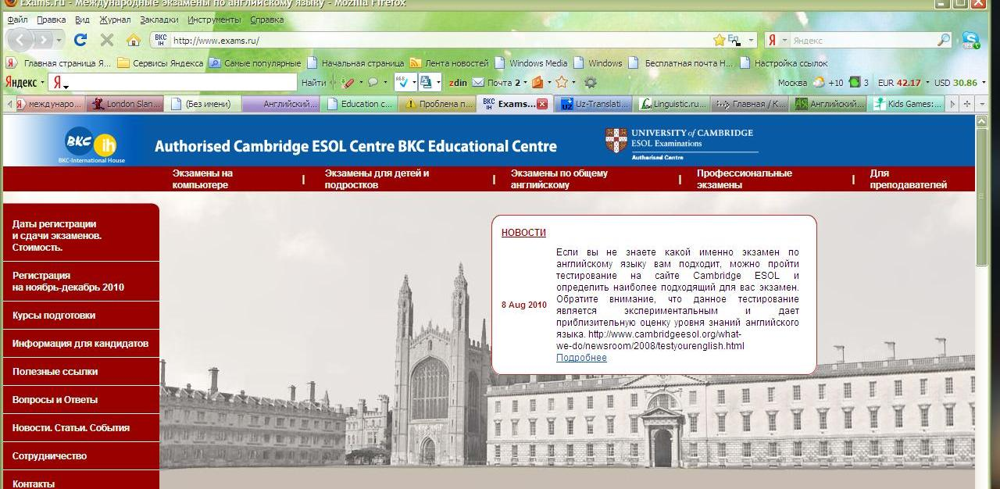 Exams.ru - Международные экзамены по английскому языку - Mozilla Firefox
Файл Правка Вид Журнал Закладки Инструменты Справка
BKC IH http://www.exams.ru/ En Я Яндекс
Главная страница Я... Сервисы Яндекса Самые популярные Начальная страница Лента новостей Windows Media Windows Бесплатная почта H... Настройка ссылок
Яндекс Я Найти zdin Почта 2 Москва +10 3 EUR 42.17 USD 30.86
междунаро... London Slan... (Без имени) Английский... Education c... Проблема п... BKC IH Exams.... Uz-Translati... Linguistic.ru... Главная / К... Английский... Kids Games:...
BKC ih
BKC-International House
Authorised Cambridge ESOL Centre BKC Educational Centre
UNIVERSITY of CAMBRIDGE
ESOL Examinations
Authorised Centre
Экзамены на компьютере | Экзамены для детей и подростков | Экзамены по общему английскому | Профессиональные экзамены | Для преподавателей
Даты регистрации
и сдачи экзаменов.
Стоимость.
Регистрация
на ноябрь-декабрь 2010
Курсы подготовки
Информация для кандидатов
Полезные ссылки
Вопросы и Ответы
Новости. Статьи. События
Сотрудничество
Контакты
НОВОСТИ
8 Aug 2010
Если вы не знаете какой именно экзамен по
английскому языку вам подходит, можно пройти
тестирование на сайте Cambridge ESOL и
определить наиболее подходящий для вас экзамен.
Обратите внимание, что данное тестирование
является экспериментальным и дает
приблизительную оценку уровня знаний английского
языка. http://www.cambridgeesol.org/what-
we-do/newsroom/2008/testyourenglish.html
Подробнее